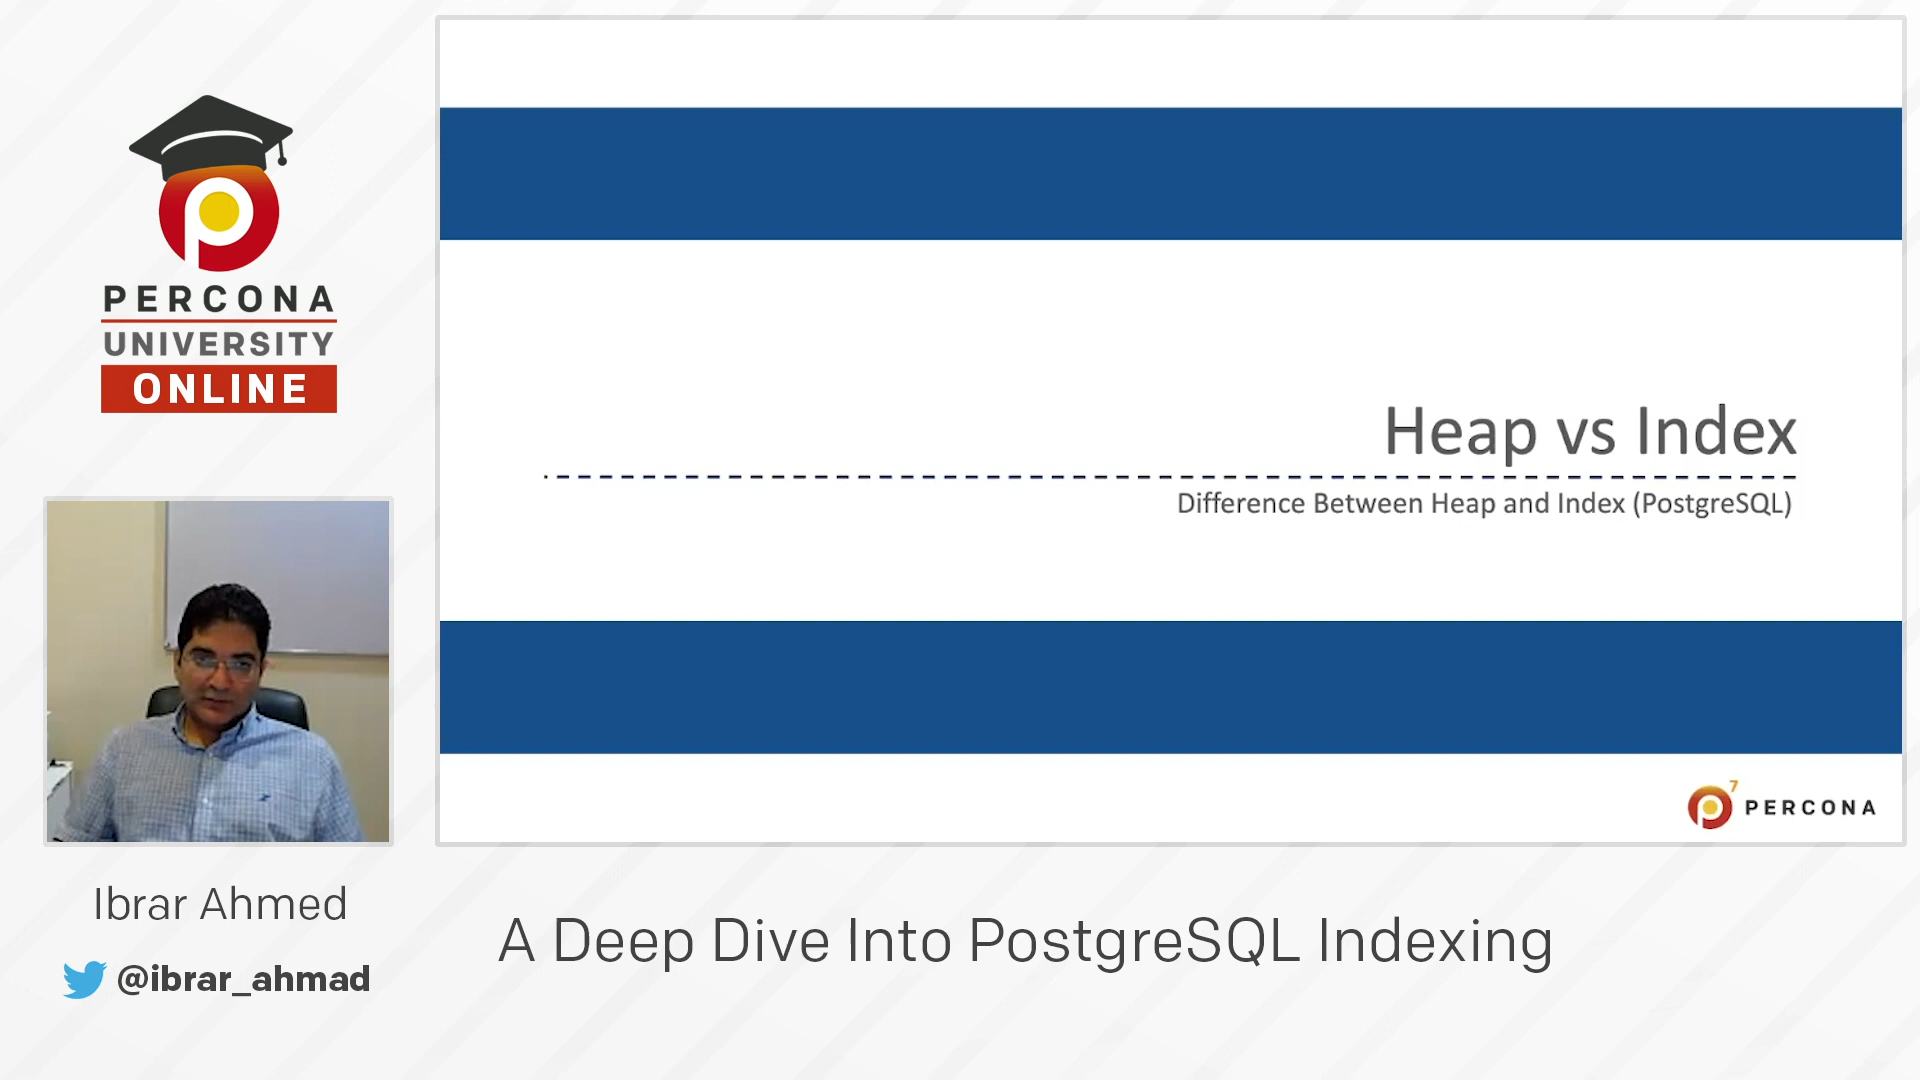 PERCONA
UNIVERSITY
ONLINE
Heap vs Index
Difference Between Heap and Index (PostgreSQL)
7
PERCONA
Ibrar Ahmed
@ibrar_ahmad
A Deep Dive Into PostgreSQL Indexing